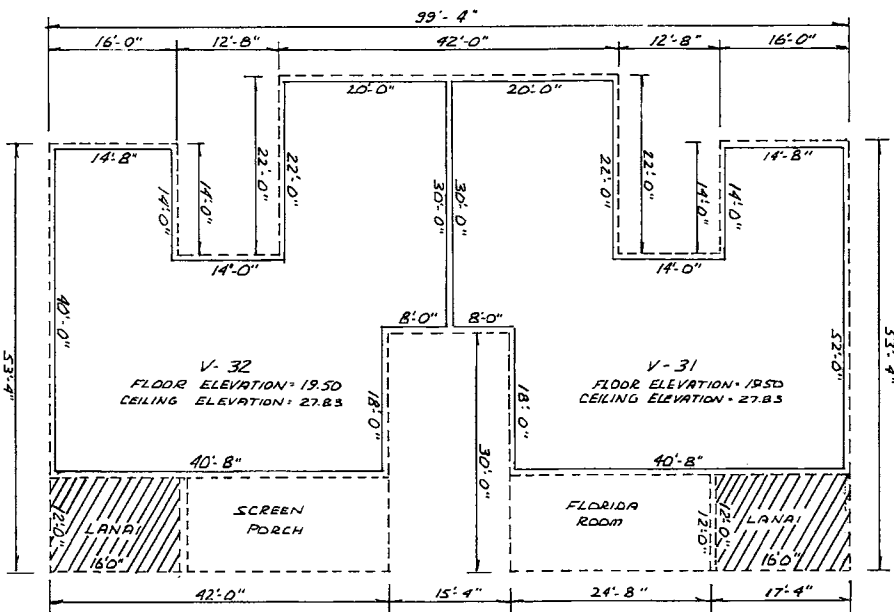 99'-4"
16'-0" 12'-8" 42'-0" 12'-8" 16'-0"
20'-0" 20'-0"
14'-8" 14'-8"
14'-0" 14'-0" 22'-0" 22'-0" 30'-0" 30'-0" 22'-0" 22'-0" 14'-0" 14'-0"
14'-0" 14'-0"
8'-0" 8'-0"
53'-4" 40'-0" 52'-0" 53'-4"
V-32
FLOOR ELEVATION = 19.50
CEILING ELEVATION = 27.83
V-31
FLOOR ELEVATION = 19.50
CEILING ELEVATION = 27.83
18'-0" 30'-0" 18'-0"
40'-8" 40'-8"
12'-0"
LANAI
16'0"
SCREEN
PORCH
FLORIDA
ROOM
12'-0" 12'-0"
LANAI
16'0"
42'-0" 15'-4" 24'-8" 17'-4"